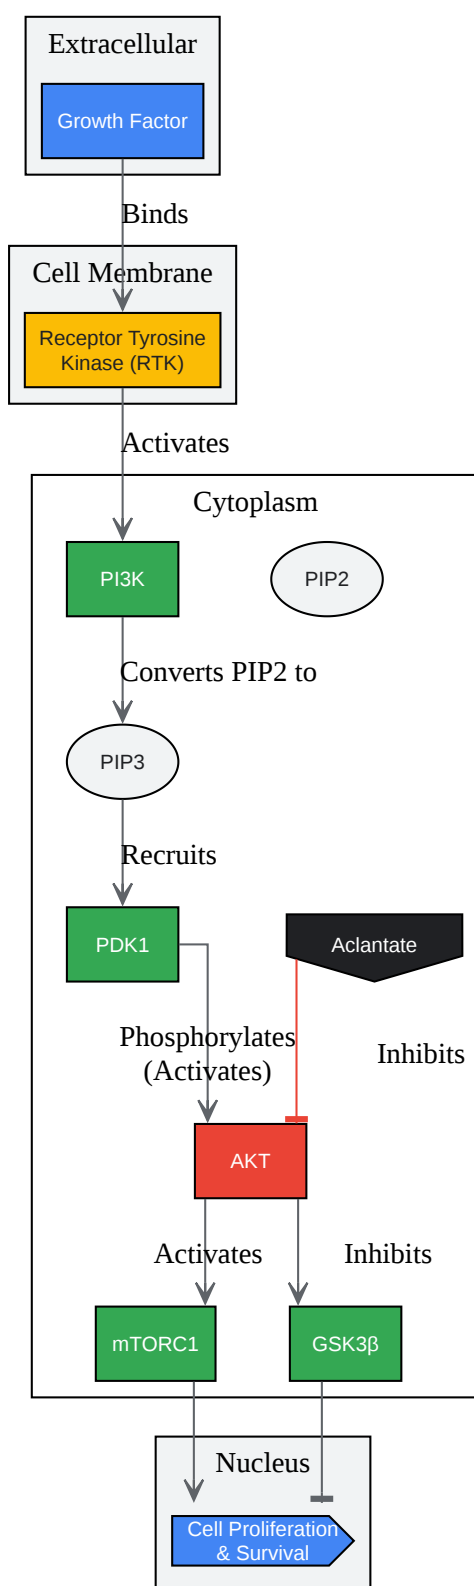 Extracellular
Growth Factor
Binds
Cell Membrane
Receptor Tyrosine
Kinase (RTK)
Activates
Cytoplasm
PI3K
PIP2
Converts PIP2 to
PIP3
Recruits
PDK1
Aclantate
Phosphorylates
(Activates)
Inhibits
AKT
Activates
Inhibits
mTORC1
GSK3β
Nucleus
Cell Proliferation
& Survival